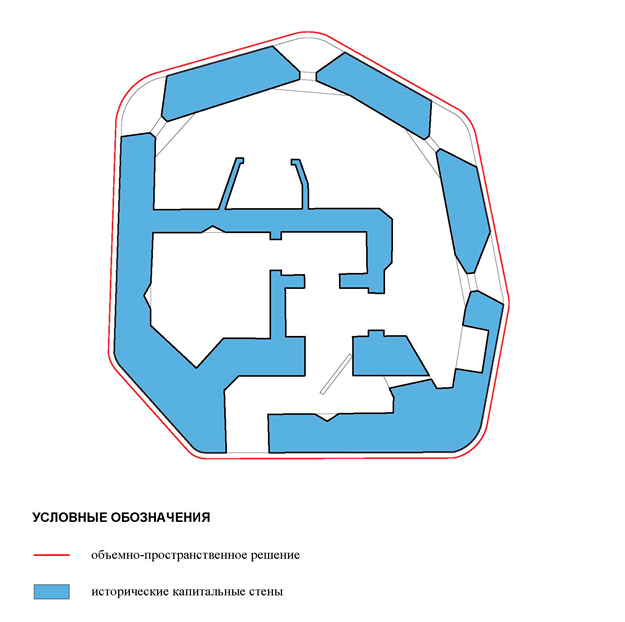 УСЛОВНЫЕ ОБОЗНАЧЕНИЯ
объемно-пространственное решение
исторические капитальные стены